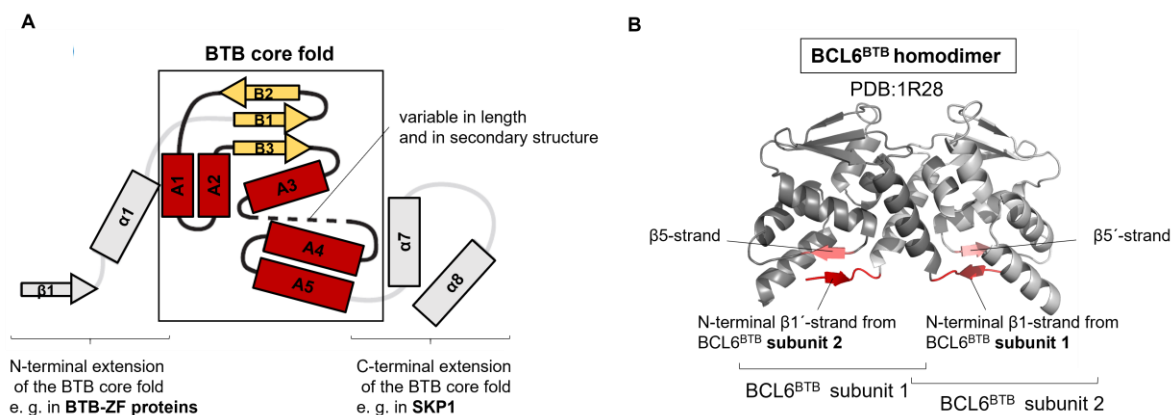 A
BTB core fold
B2
B1
B3
A1
A2
A3
A4
A5
α1
β1
α7
α8
variable in length
and in secondary structure
N-terminal extension
of the BTB core fold
e. g. in BTB-ZF proteins
C-terminal extension
of the BTB core fold
e. g. in SKP1
B
BCL6BTB homodimer
PDB:1R28
β5-strand
β5´-strand
N-terminal β1´-strand from
BCL6BTB subunit 2
N-terminal β1-strand from
BCL6BTB subunit 1
BCL6BTB subunit 1
BCL6BTB subunit 2